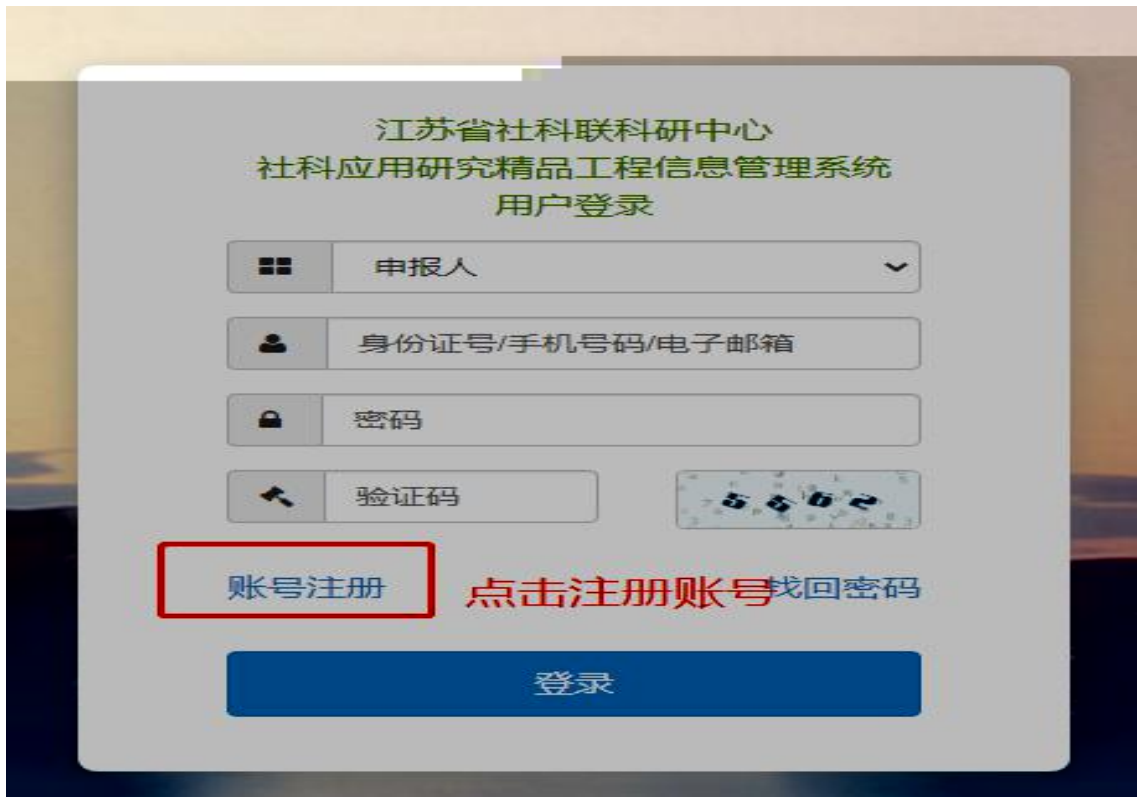 江苏省社科联科研中心
社科应用研究精品工程信息管理系统
用户登录
申报人
身份证号/手机号码/电子邮箱
密码
验证码
5562
账号注册
点击注册账号
找回密码
登录